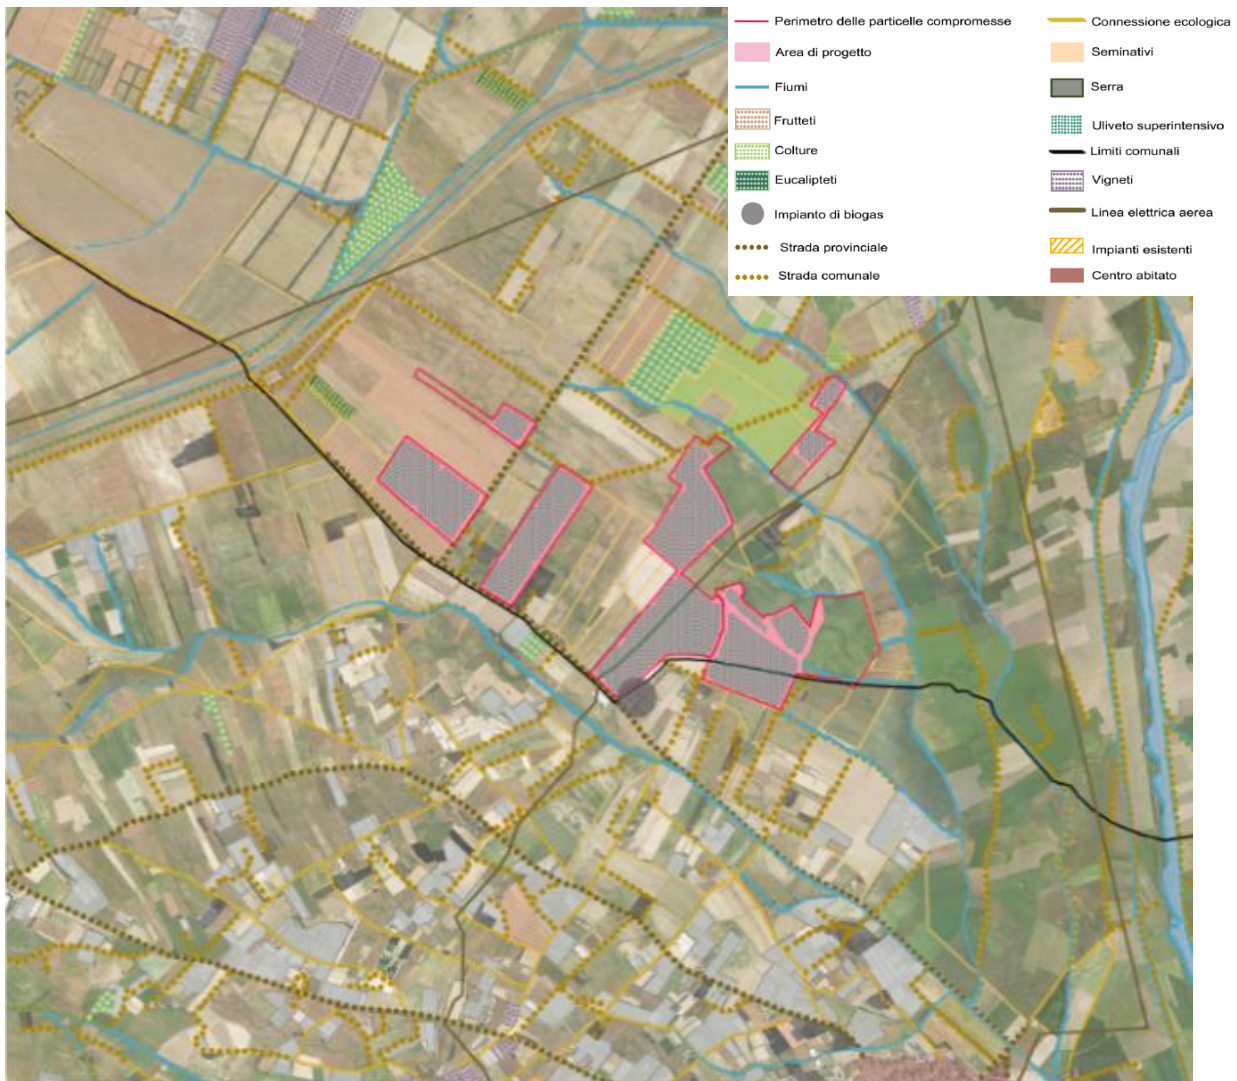 Perimetro delle particelle compromesse
Area di progetto
Fiumi
Frutteti
Colture
Eucalipteti
Impianto di biogas
Strada provinciale
Strada comunale
Connessione ecologica
Seminativi
Serra
Uliveto superintensivo
Limiti comunali
Vigneti
Linea elettrica aerea
Impianti esistenti
Centro abitato